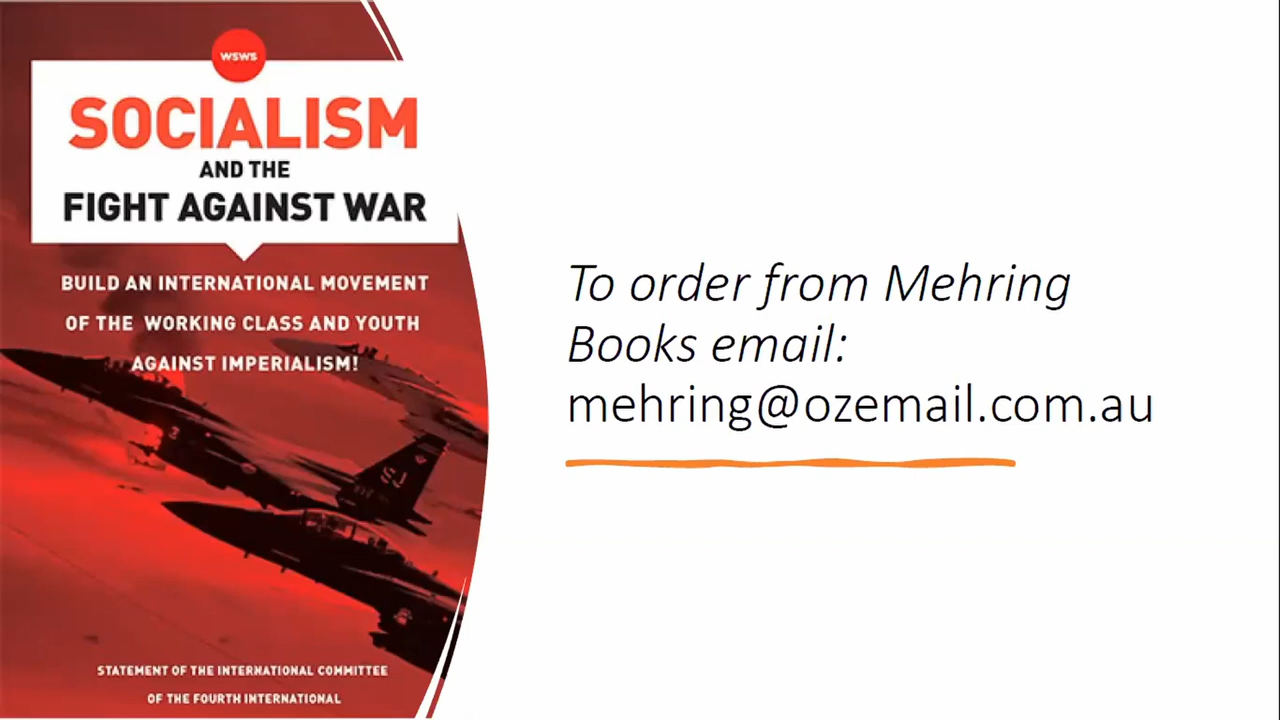 wsws
SOCIALISM
AND THE
FIGHT AGAINST WAR
BUILD AN INTERNATIONAL MOVEMENT
OF THE WORKING CLASS AND YOUTH
AGAINST IMPERIALISM!
SJ
STATEMENT OF THE INTERNATIONAL COMMITTEE
OF THE FOURTH INTERNATIONAL
To order from Mehring
Books email:
mehring@ozemail.com.au